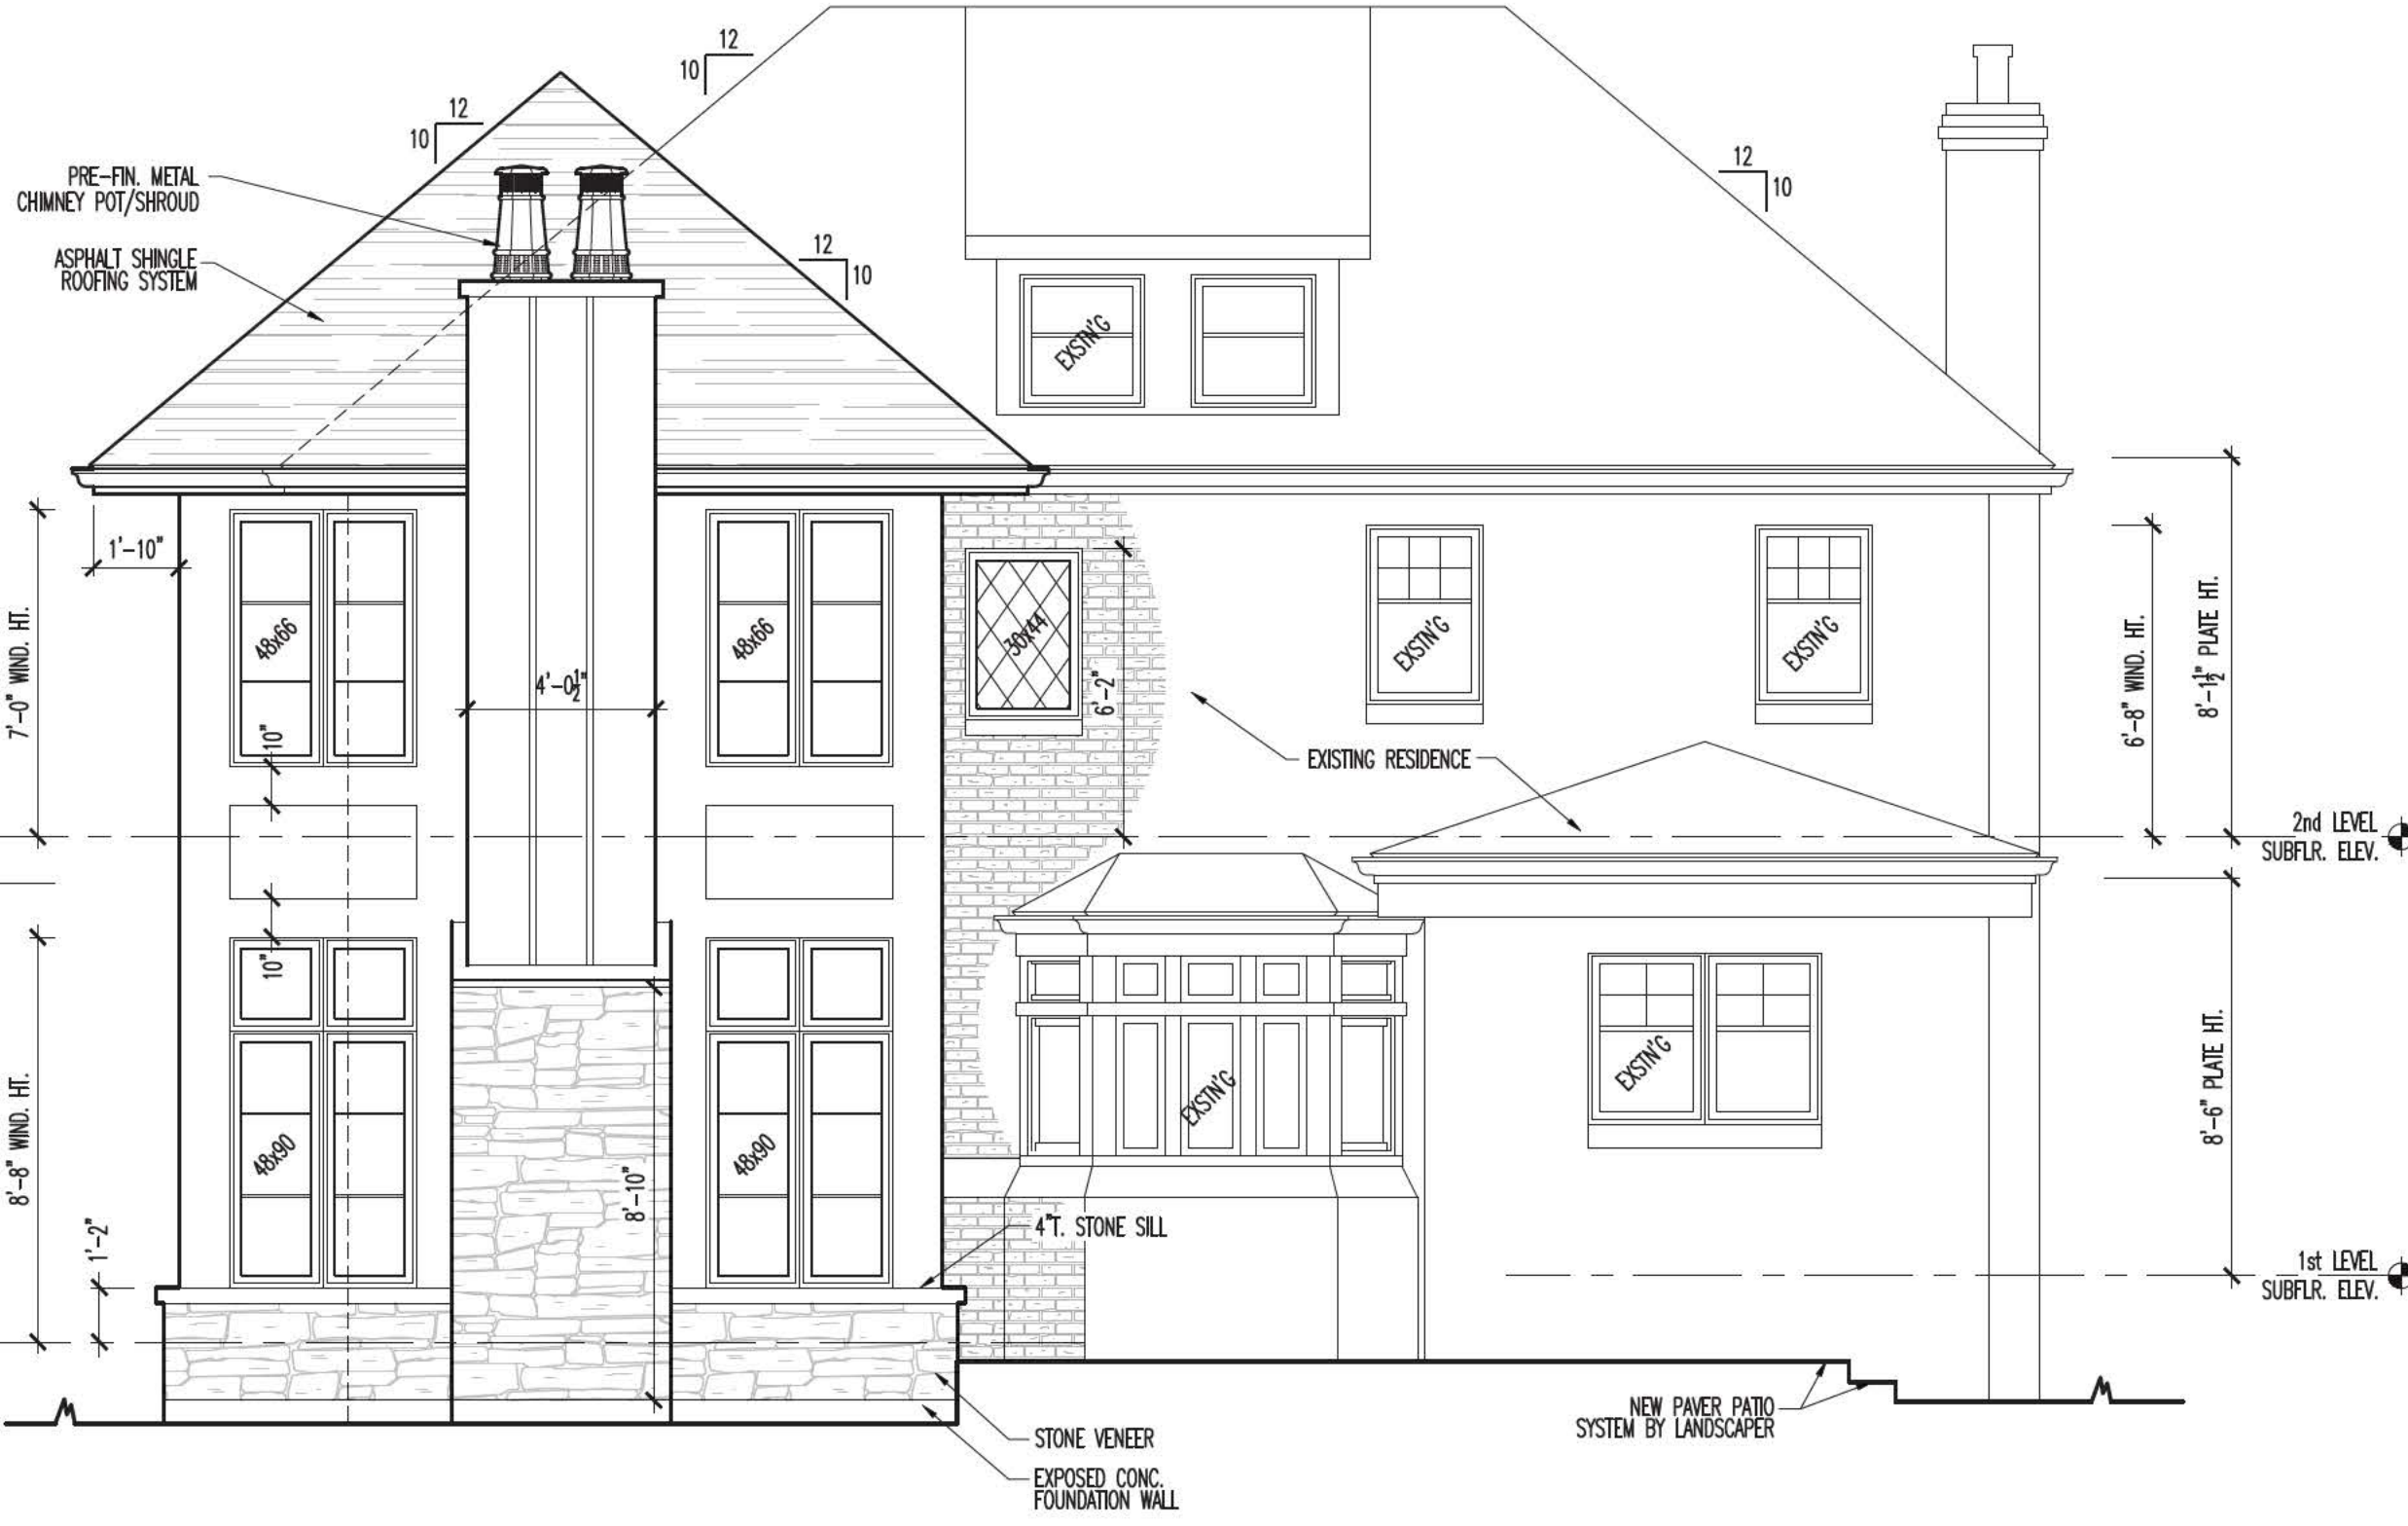 12
10
12
10
PRE-FIN. METAL
CHIMNEY POT/SHROUD
ASPHALT SHINGLE
ROOFING SYSTEM
12
10
12
10
EXSTN'G
1'-10"
7'-0" WIND. HT.
48x66
48x66
30x44
6'-2"
4'-0½"
10"
EXSTN'G
EXSTN'G
6'-8" WIND. HT.
8'-1½" PLATE HT.
EXISTING RESIDENCE
2nd LEVEL
SUBFLR. ELEV.
10"
8'-8" WIND. HT.
48x90
48x90
8'-10"
EXSTN'G
EXSTN'G
8'-6" PLATE HT.
1'-2"
4"T. STONE SILL
1st LEVEL
SUBFLR. ELEV.
NEW PAVER PATIO
SYSTEM BY LANDSCAPER
STONE VENEER
EXPOSED CONC.
FOUNDATION WALL